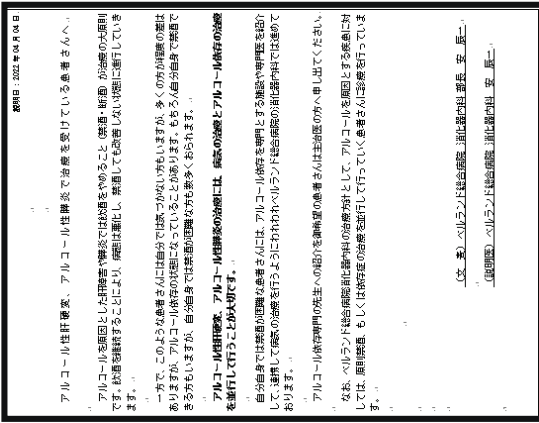 説明日：2022年04月04日
アルコール性肝硬変、アルコール性膵炎で治療を受けている患者さんへ。
アルコールを原因とした肝障害や膵炎では飲酒をやめること（禁酒・断酒）が治療の大原則
です。飲酒を継続することにより、病態は悪化し、禁酒しても改善しない状態に進行していき
ます。
一方で、このような患者さんには自分では気づかない方もいますが、多くの方が程度の差は
ありますが、アルコール依存の状態になっていることがあります。もちろん自分自身で禁酒で
きる方もいますが、自分自身では禁酒が困難な方も数多くおられます。
アルコール性肝硬変、アルコール性膵炎の治療には、病気の治療とアルコール依存の治療
を並行して行うことが大切です。
自分自身では禁酒が困難な患者さんには、アルコール依存を専門とする施設や専門医を紹介
して、連携して病気の治療を行うようにわれわれベルランド総合病院の消化器内科では進めて
おります。
アルコール依存専門の先生への紹介を御希望の患者さんは主治医の方へ申し出てください。
なお、ベルランド総合病院消化器内科の治療方針として、アルコールを原因とする疾患に対
しては、原則禁酒、もしくは依存症の治療を並行して行っていく患者さんに診療を行っていま
す。
（文責）ベルランド総合病院 消化器内科 部長 安 辰一
（説明医）ベルランド総合病院 消化器内科 安 辰一